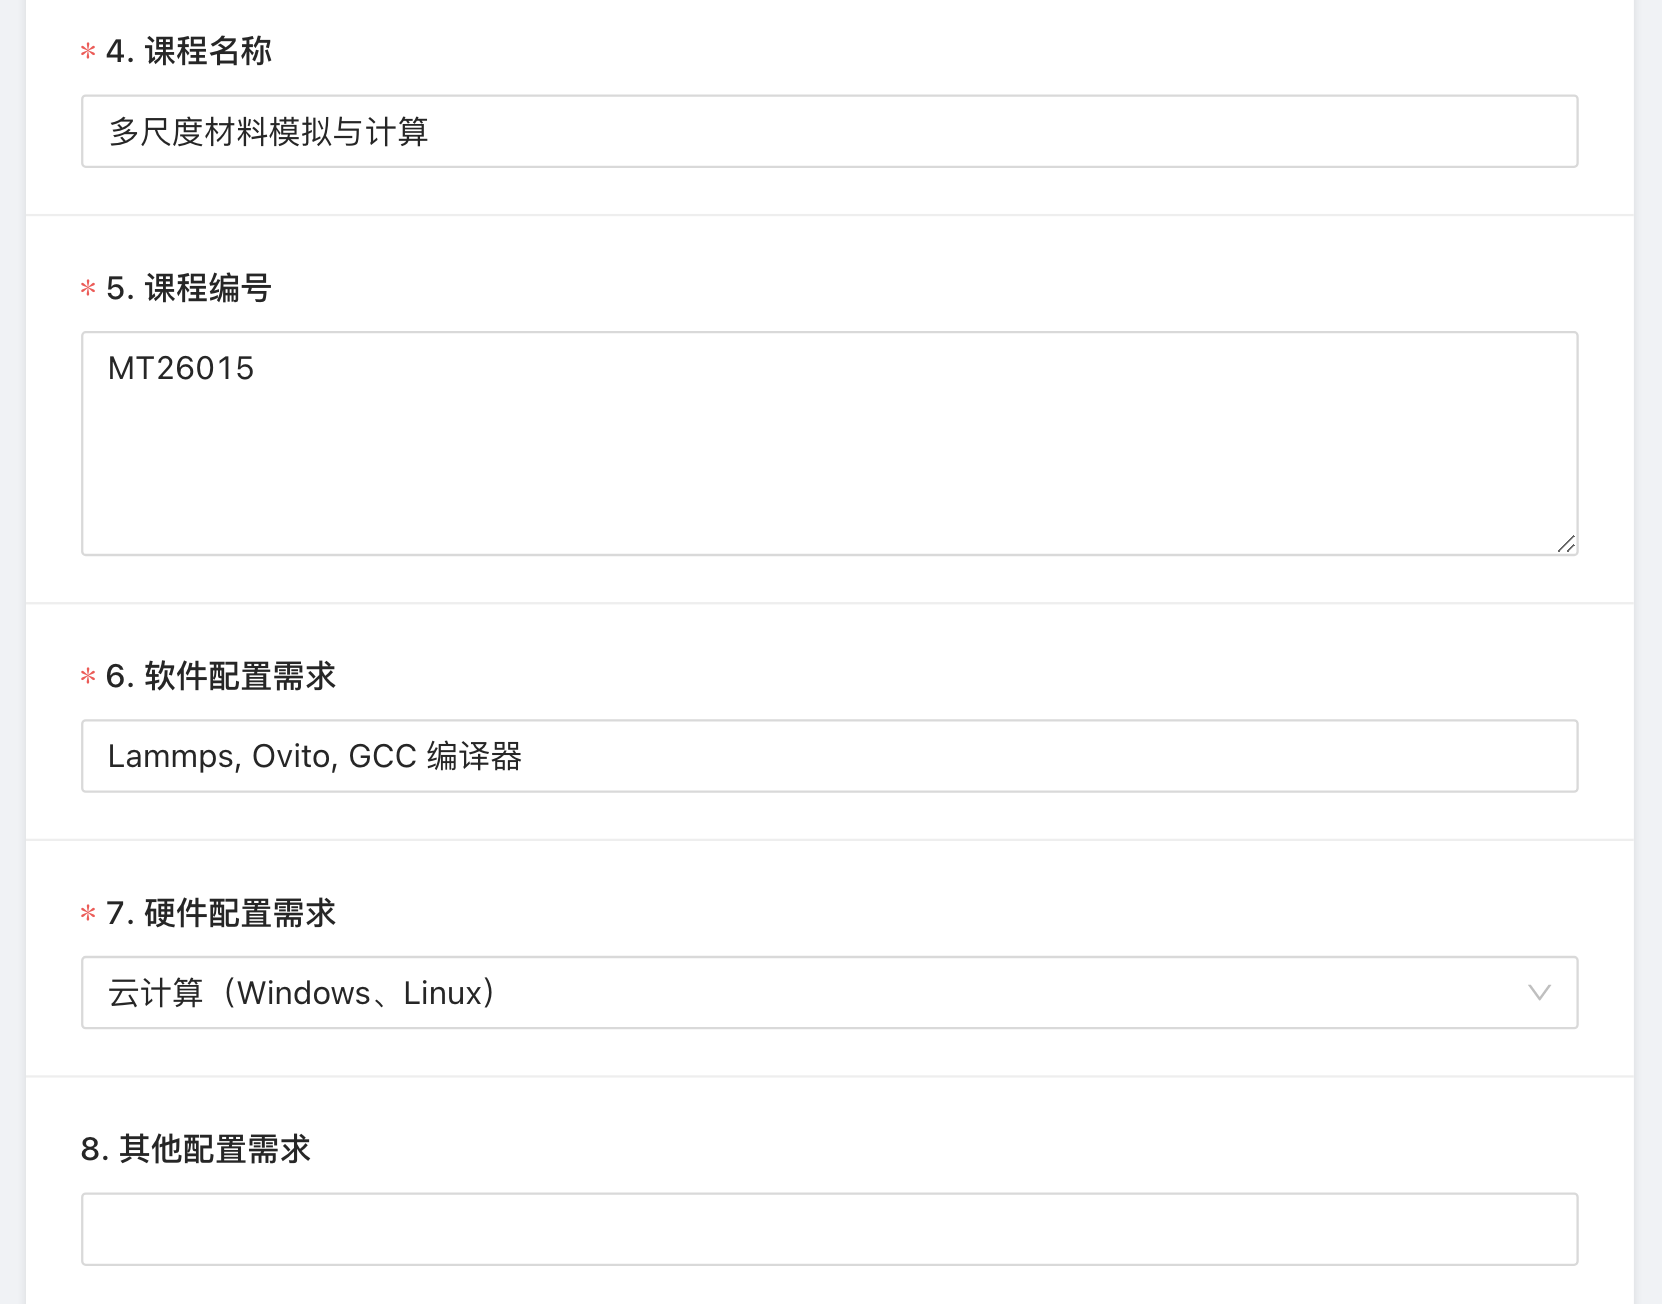 * 4. 课程名称
多尺度材料模拟与计算
* 5. 课程编号
MT26015
* 6. 软件配置需求
Lammps, Ovito, GCC 编译器
* 7. 硬件配置需求
云计算（Windows、Linux）
8. 其他配置需求